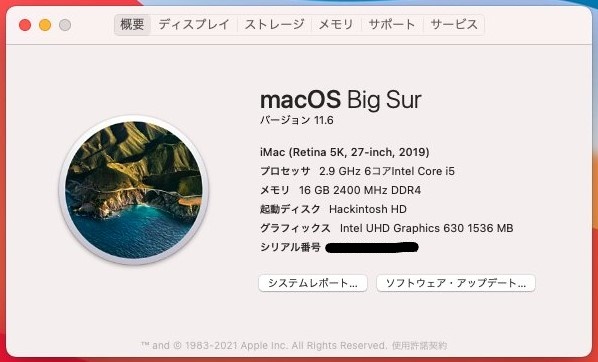 概要 ディスプレイ ストレージ メモリ サポート サービス
macOS Big Sur
バージョン 11.6
iMac (Retina 5K, 27-inch, 2019)
プロセッサ 2.9 GHz 6コアIntel Core i5
メモリ 16 GB 2400 MHz DDR4
起動ディスク Hackintosh HD
グラフィックス Intel UHD Graphics 630 1536 MB
シリアル番号
システムレポート... ソフトウェア・アップデート...
™ and © 1983-2021 Apple Inc. All Rights Reserved. 使用許諾契約